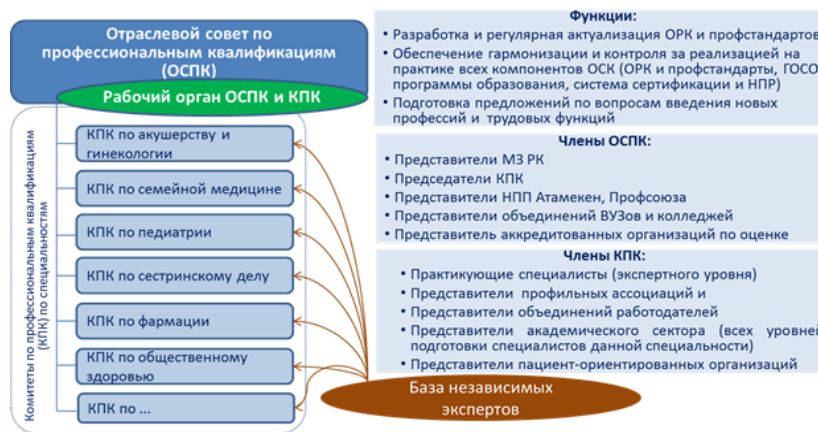 Отраслевой совет по
профессиональным квалификациям
(ОСПК)
Рабочий орган ОСПК и КПК
Комитеты по профессиональным квалификациям
(КПК) по специальностям
КПК по акушерству и
гинекологии
КПК по семейной медицине
КПК по педиатрии
КПК по сестринскому делу
КПК по фармации
КПК по общественному
здоровью
КПК по ...
База независимых
экспертов
Функции:
• Разработка и регулярная актуализация ОРК и профстандартов
• Обеспечение гармонизации и контроля за реализацией на
практике всех компонентов ОСК (ОРК и профстандарты, ГОСО
программы образования, система сертификации и НПР)
• Подготовка предложений по вопросам введения новых
профессий и трудовых функций
Члены ОСПК:
• Представители МЗ РК
• Председатели КПК
• Представители НПП Атамекен, Профсоюза
• Представители объединений ВУЗов и колледжей
• Представитель аккредитованных организаций по оценке
Члены КПК:
• Практикующие специалисты (экспертного уровня)
• Представители профильных ассоциаций и
• Представители объединений работодателей
• Представители академического сектора (всех уровней
подготовки специалистов данной специальности)
• Представители пациент-ориентированных организаций